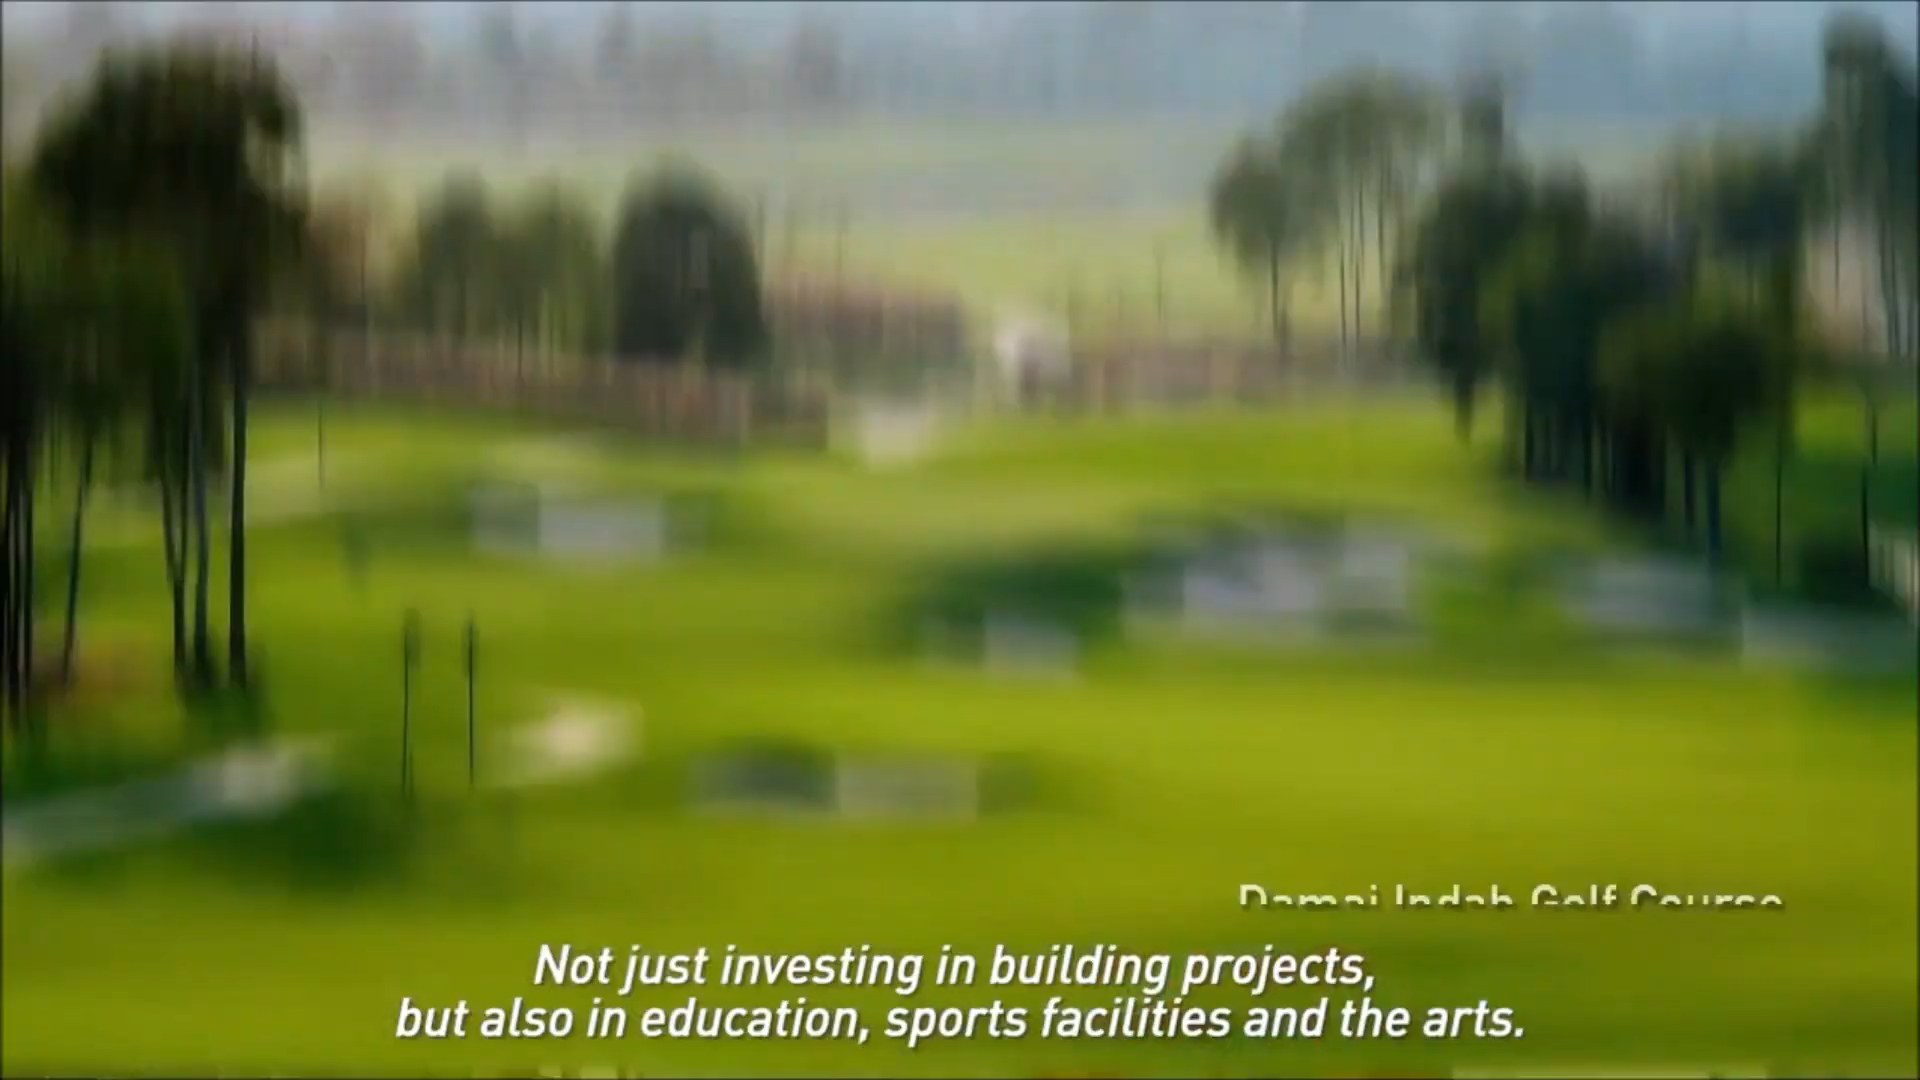 Damai Indah Golf Course
Not just investing in building projects,
but also in education, sports facilities and the arts.